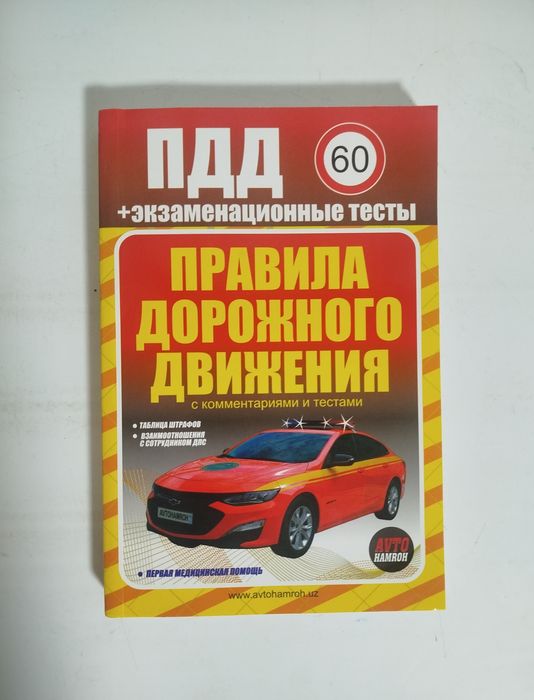 ПДД
60
+экзаменационные тесты
ПРАВИЛА
ДОРОЖНОГО
ДВИЖЕНИЯ
с комментариями и тестами
• ТАБЛИЦА ШТРАФОВ
• ВЗАИМООТНОШЕНИЯ
С СОТРУДНИКОМ ДПС
AVTOHAMROH
AVTO
HAMROH
• ПЕРВАЯ МЕДИЦИНСКАЯ ПОМОЩЬ
www.avtohamroh.uz